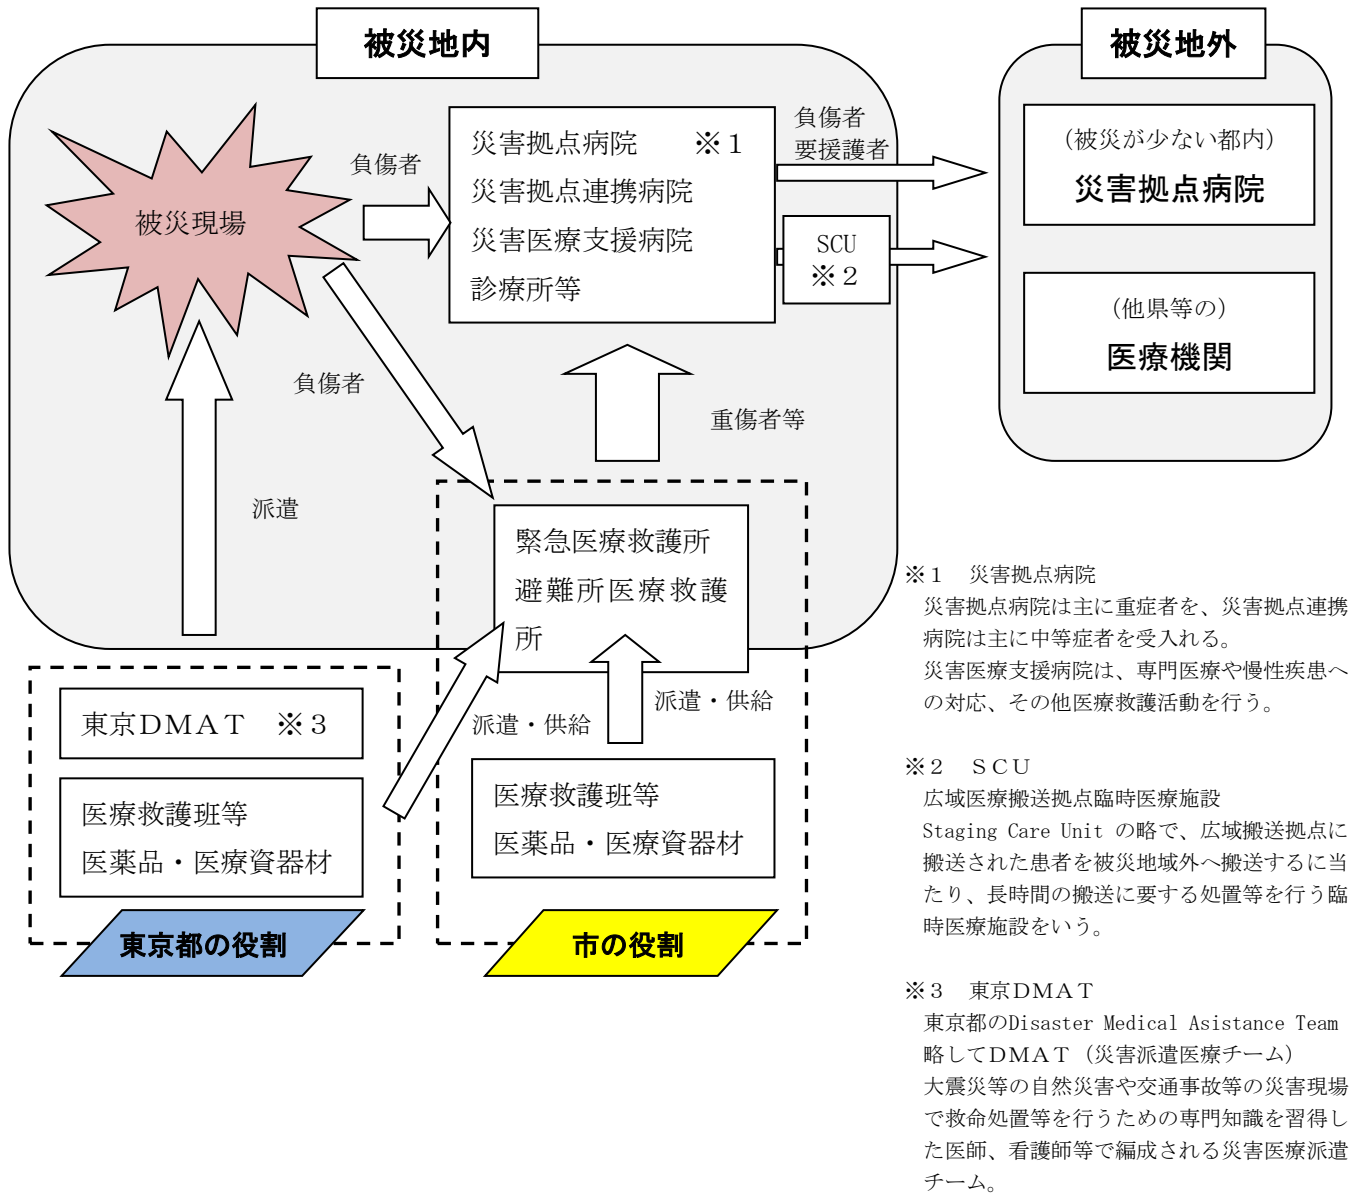 被災地内
被災地外
被災現場
負傷者
災害拠点病院　　※１
災害拠点連携病院
災害医療支援病院
診療所等
負傷者
要援護者
SCU
※２
（被災が少ない都内）
災害拠点病院
（他県等の）
医療機関
負傷者
重傷者等
派遣
緊急医療救護所
避難所医療救護
所
東京ＤＭＡＴ　※３
医療救護班等
医薬品・医療資器材
東京都の役割
派遣・供給
派遣・供給
医療救護班等
医薬品・医療資器材
市の役割
※１　災害拠点病院
災害拠点病院は主に重症者を、災害拠点連携
病院は主に中等症者を受入れる。
災害医療支援病院は、専門医療や慢性疾患へ
の対応、その他医療救護活動を行う。
※２　ＳＣＵ
広域医療搬送拠点臨時医療施設
Staging Care Unit の略で、広域搬送拠点に
搬送された患者を被災地域外へ搬送するに当
たり、長時間の搬送に要する処置等を行う臨
時医療施設をいう。
※３　東京ＤＭＡＴ
東京都のDisaster Medical Asistance Team
略してＤＭＡＴ（災害派遣医療チーム）
大震災等の自然災害や交通事故等の災害現場
で救命処置等を行うための専門知識を習得し
た医師、看護師等で編成される災害医療派遣
チーム。